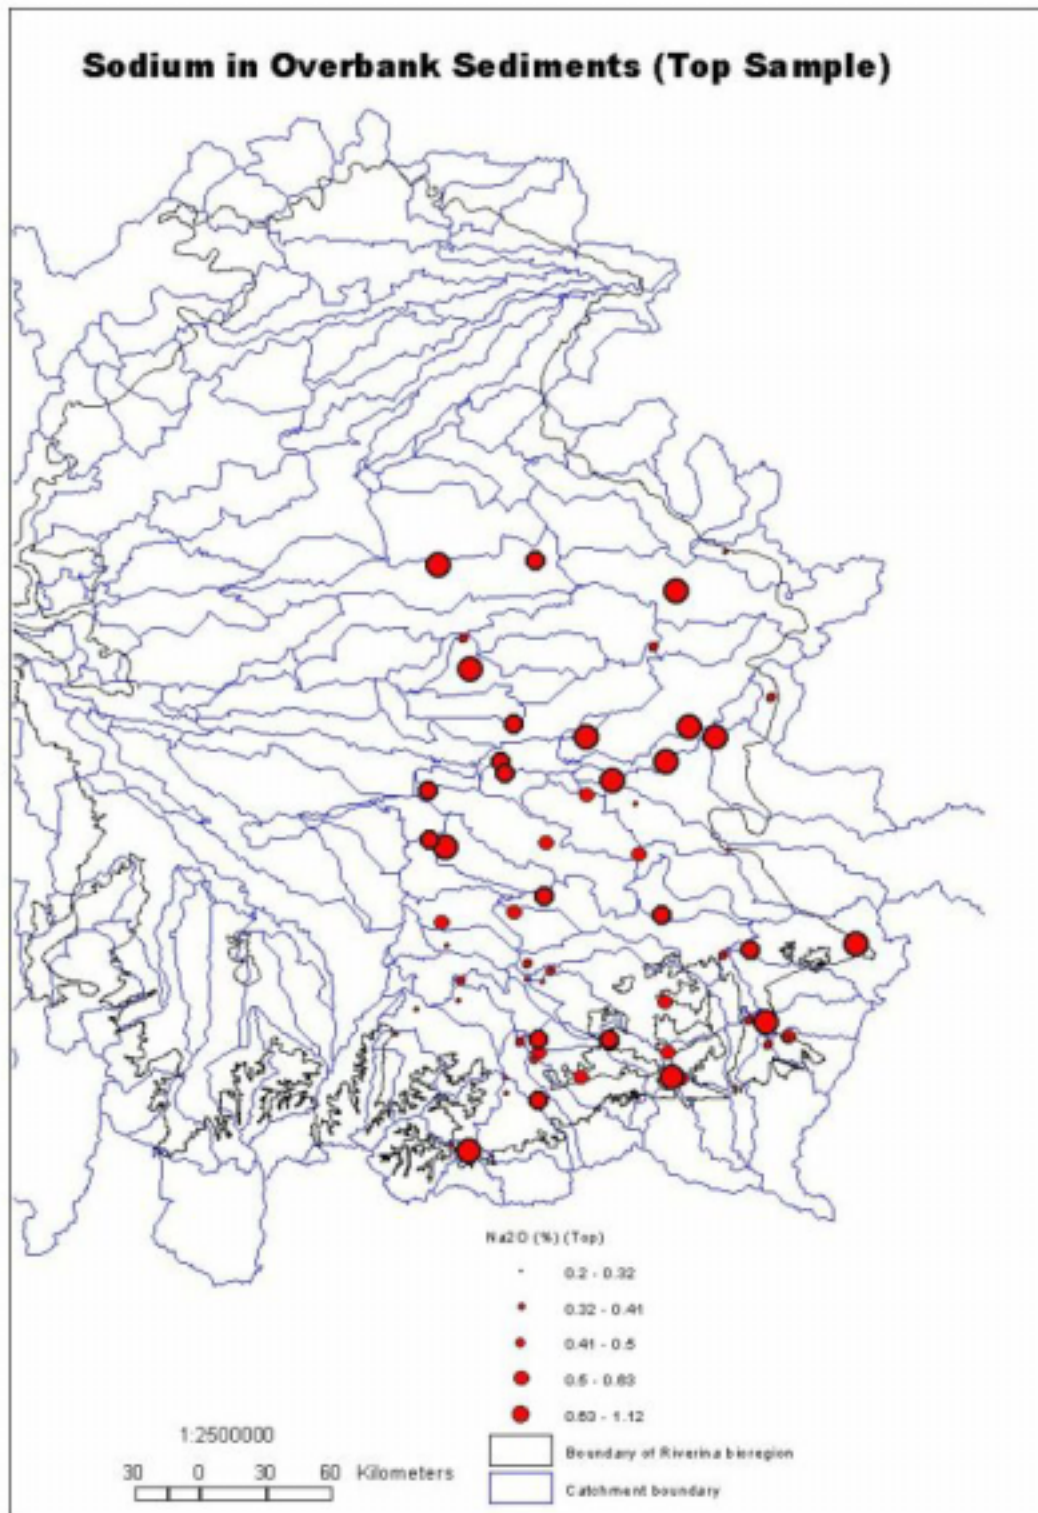 Sodium in Overbank Sediments (Top Sample)
Na2O (%) (Top)
0.2 - 0.32
0.32 - 0.41
0.41 - 0.5
0.5 - 0.63
0.63 - 1.12
1:2500000
30 0 30 60 Kilometers
Boundary of Riverina bioregion
Catchment boundary